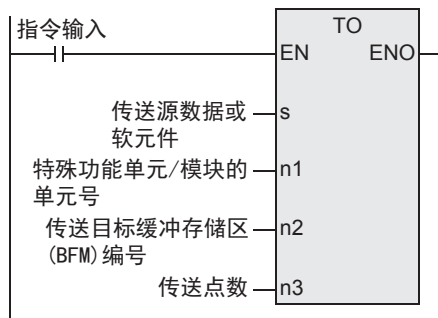 指令输入
TO
EN
ENO
传送源数据或
软元件
s
特殊功能单元/模块的
单元号
n1
传送目标缓冲存储区
(BFM)编号
n2
传送点数
n3